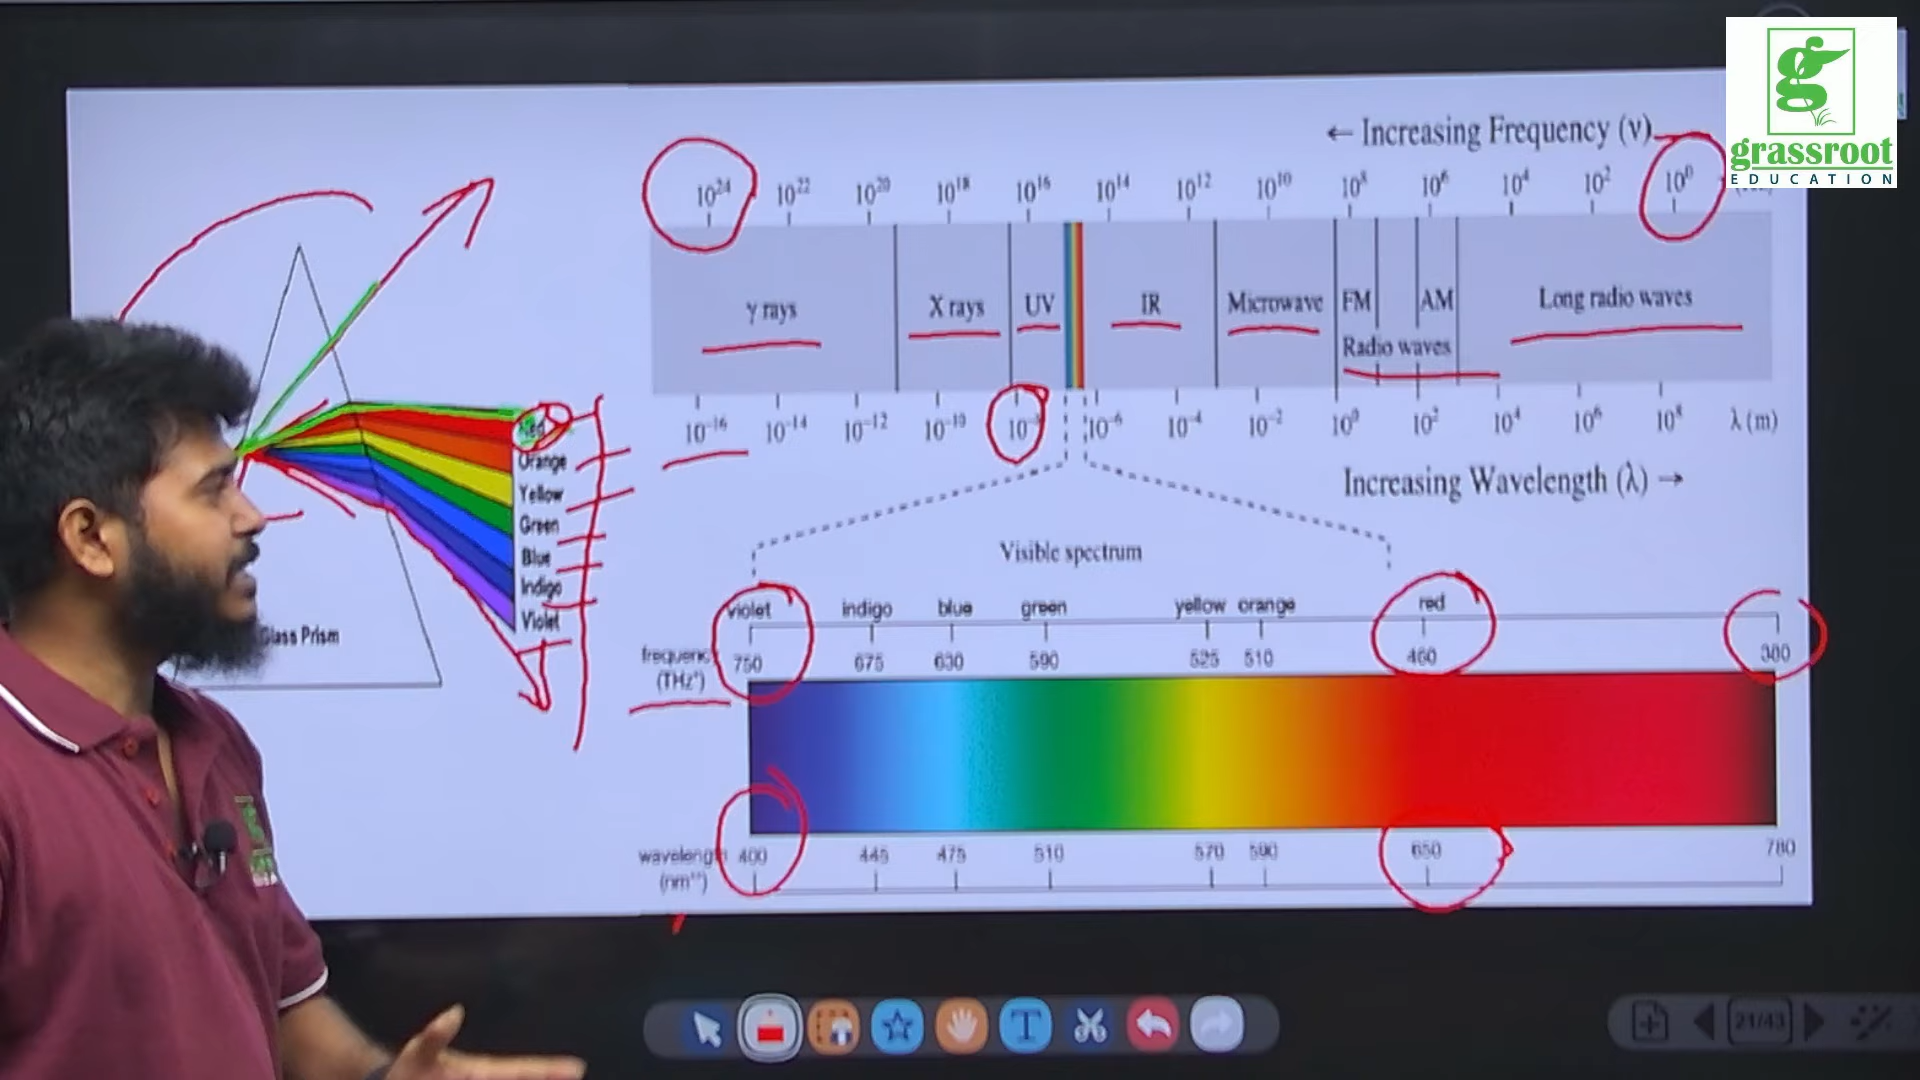 grassroot
EDUCATION
← Increasing Frequency (ν)
10²⁴ 10²² 10²⁰ 10¹⁸ 10¹⁶ 10¹⁴ 10¹² 10¹⁰ 10⁸ 10⁶ 10⁴ 10² 10⁰
γ rays X rays UV IR Microwave FM AM Long radio waves
Radio waves
10⁻¹⁶ 10⁻¹⁴ 10⁻¹² 10⁻¹⁰ 10⁻⁸ 10⁻⁶ 10⁻⁴ 10⁻² 10⁰ 10² 10⁴ 10⁶ 10⁸ λ (m)
Increasing Wavelength (λ) →
Red
Orange
Yellow
Green
Blue
Indigo
Violet
Glass Prism
Visible spectrum
violet indigo blue green yellow orange red
frequency 750 675 630 590 525 510 460 380
(THz*)
wavelength 400 445 475 510 570 590 650 780
(nm**)
T
21/43